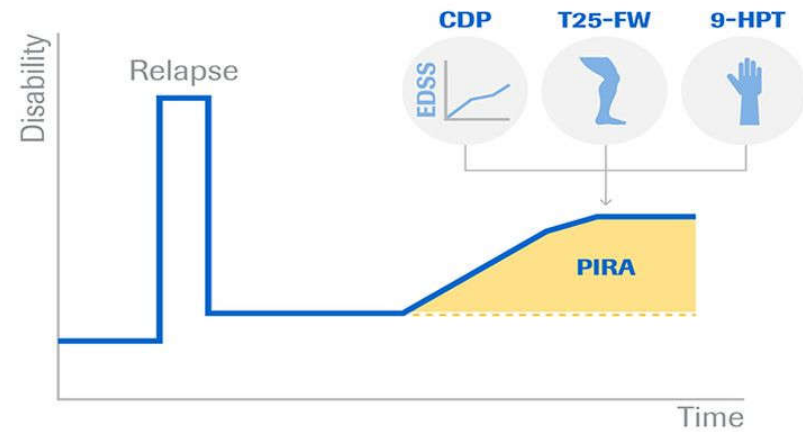 CDP T25-FW 9-HPT
EDSS
Disability
Relapse
PIRA
Time